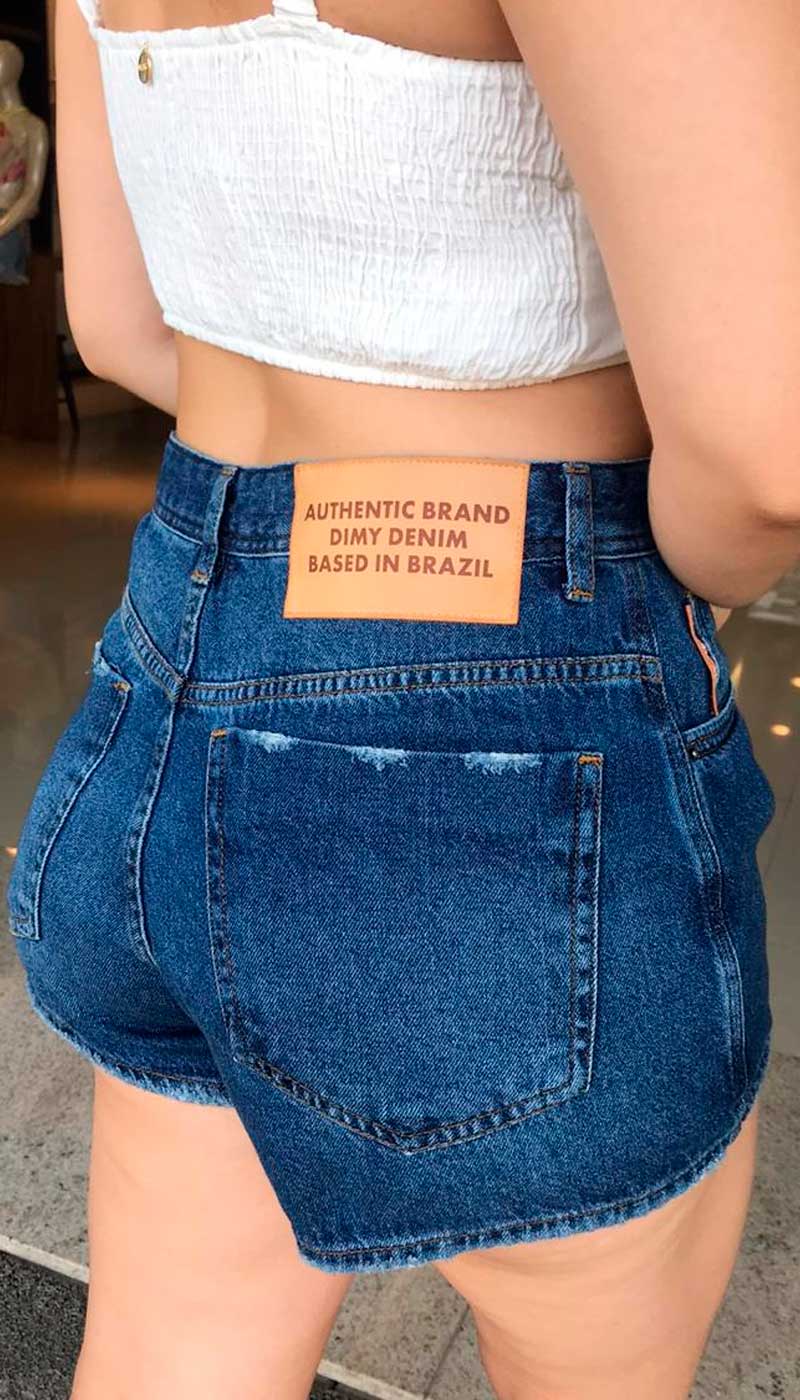 AUTHENTIC BRAND
DIMY DENIM
BASED IN BRAZIL